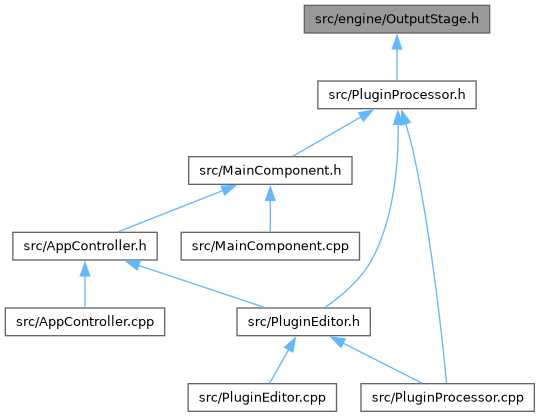 src/engine/OutputStage.h
src/PluginProcessor.h
src/MainComponent.h
src/AppController.h
src/MainComponent.cpp
src/AppController.cpp
src/PluginEditor.h
src/PluginEditor.cpp
src/PluginProcessor.cpp